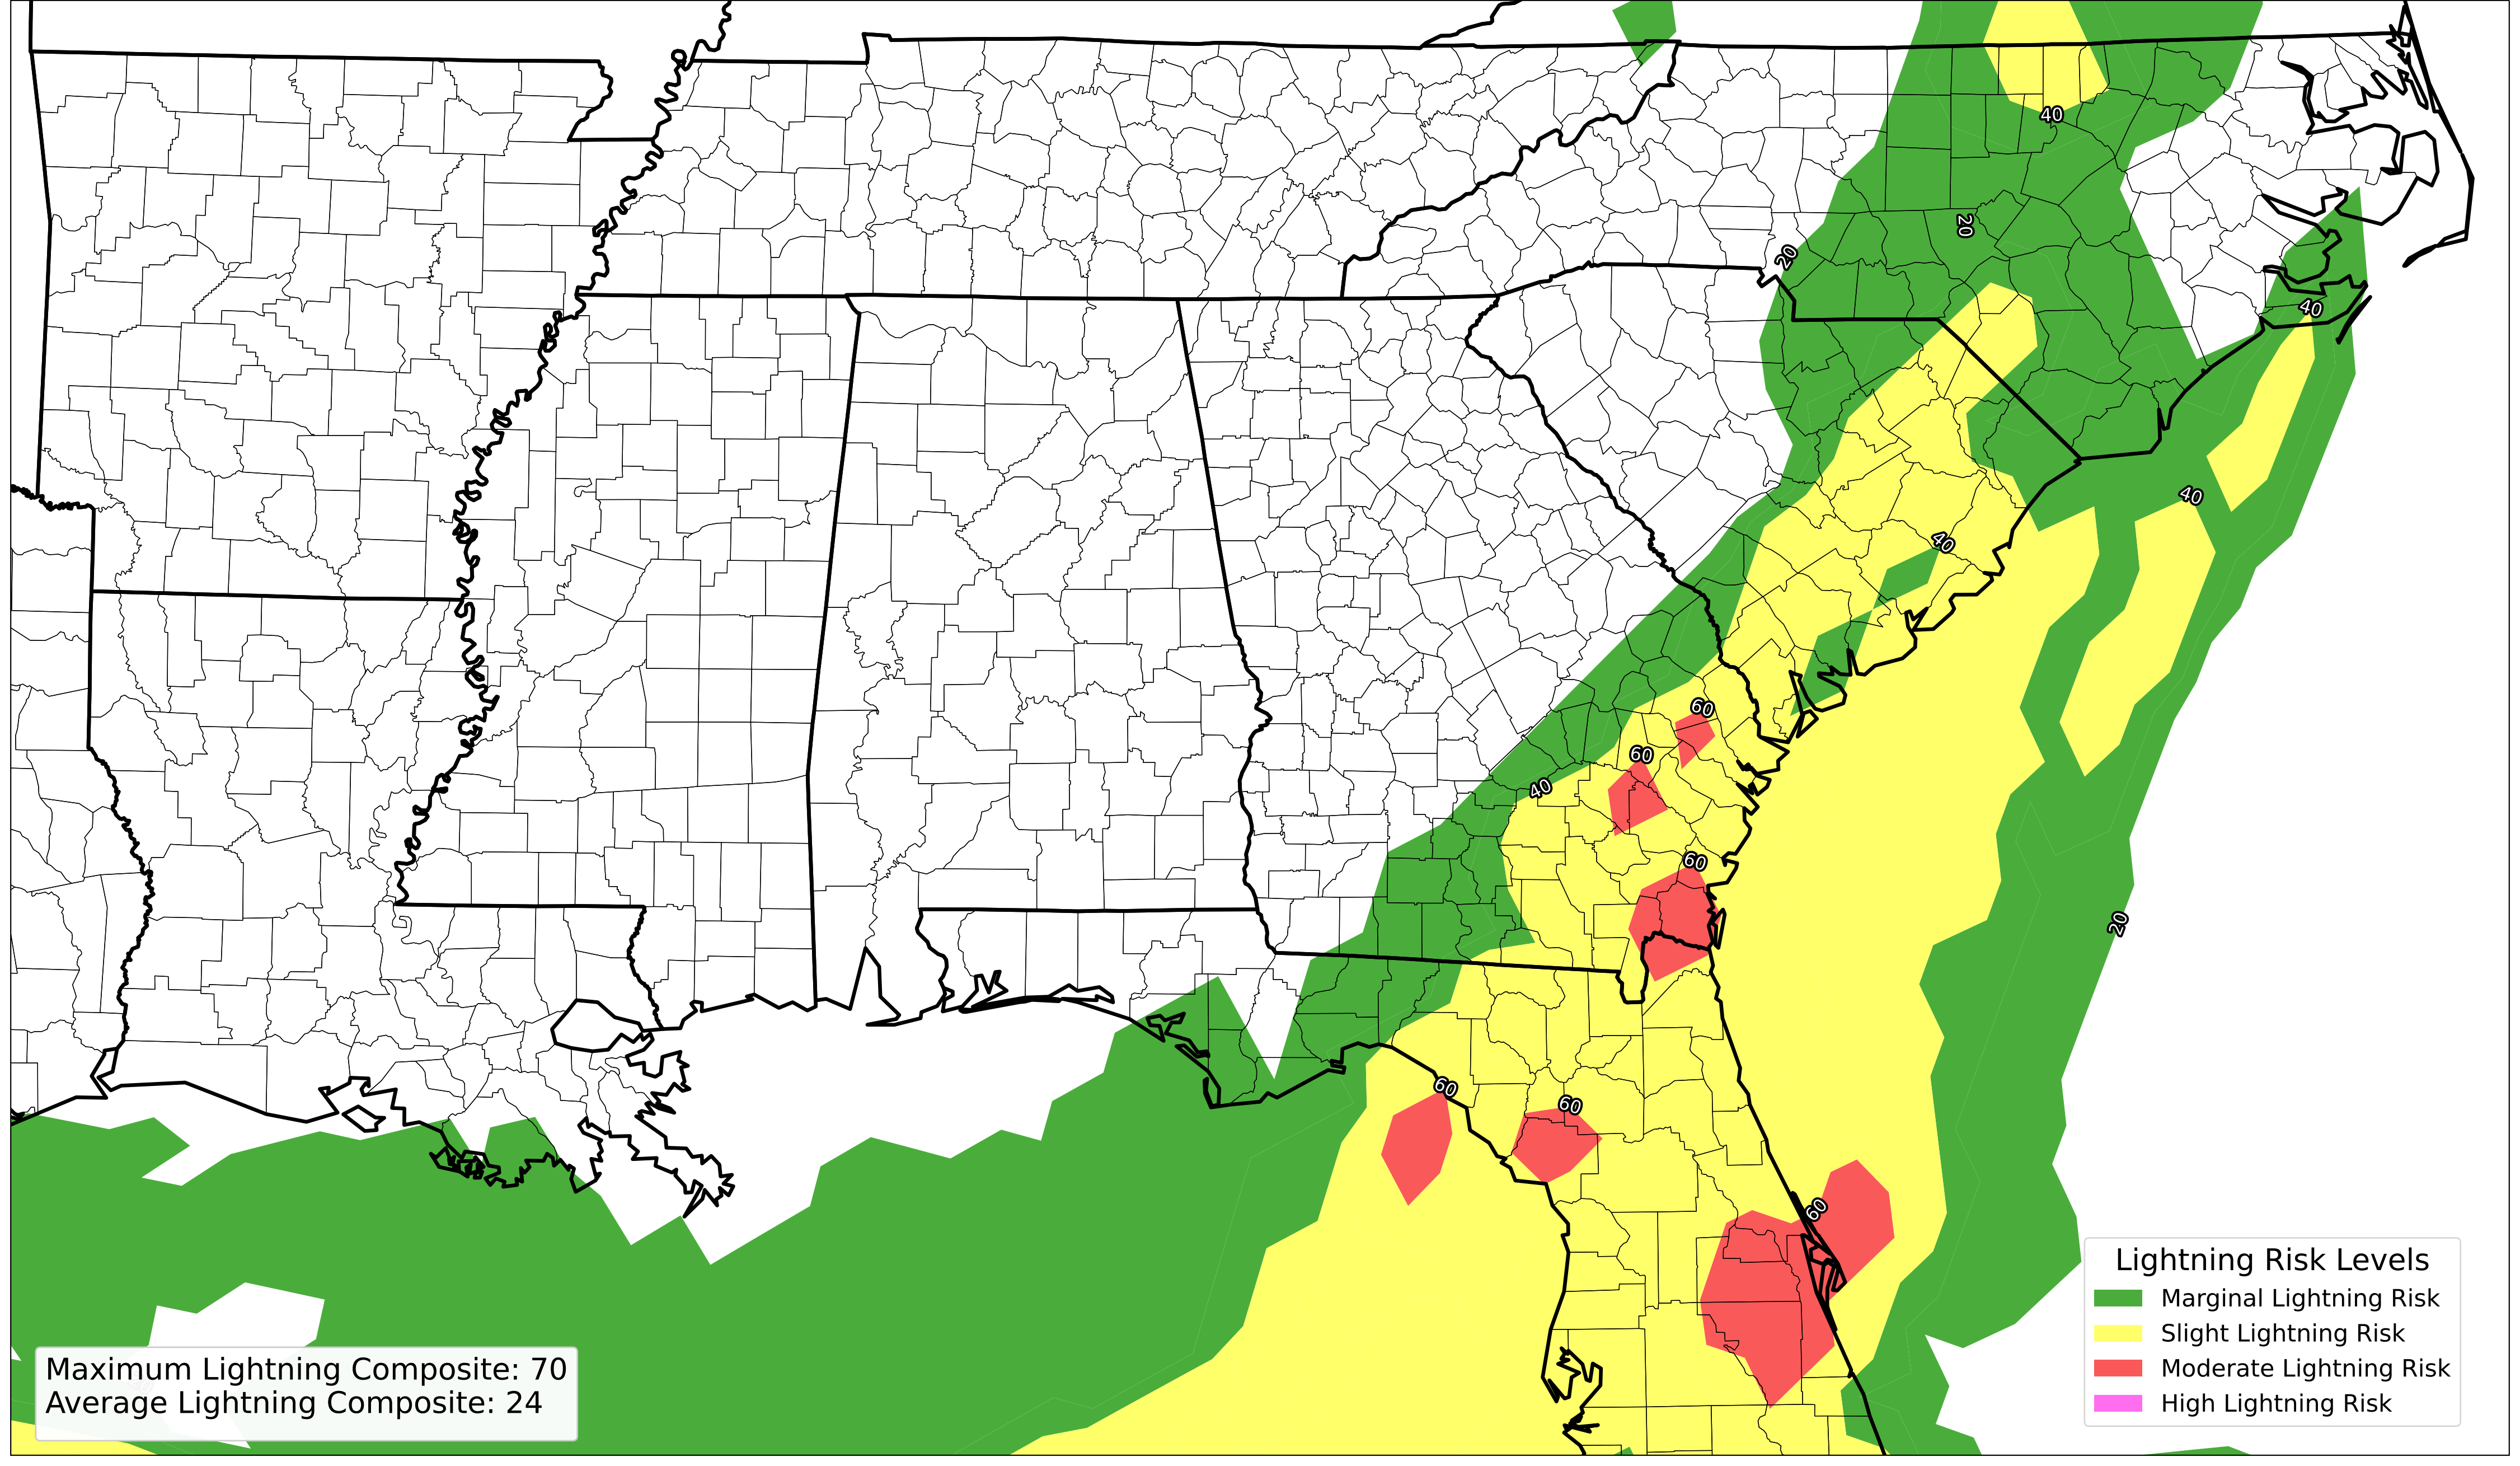 40
20
20
40
40
40
60
60
40
60
20
60
60
60
Lightning Risk Levels
Marginal Lightning Risk
Slight Lightning Risk
Moderate Lightning Risk
High Lightning Risk
Maximum Lightning Composite: 70
Average Lightning Composite: 24